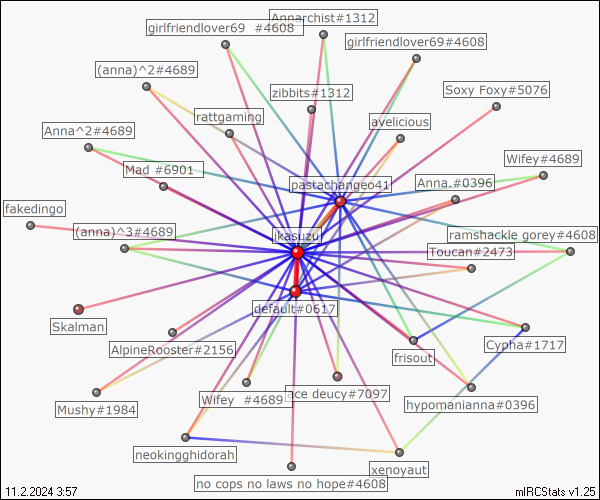 Annarchist#1312
girlfriendlover69 #4608
girlfriendlover69#4608
(anna)^2#4689
Soxy Foxy#5076
zibbits#1312
rattgaming
avelicious
Anna^2#4689
Wifey#4689
Mad #6901
pastachangeo41
Anna.#0396
fakedingo
(anna)^3#4689
ikasuzu
ramshackle gorey#4608
Toucan#2473
default#0617
Skalman
AlpineRooster#2156
Cypha#1717
frisout
Wifey #4689
ace deucy#7097
hypomanianna#0396
Mushy#1984
neokingghidorah
xenoyaut
no cops no laws no hope#4608
11.2.2024 3:57
mIRCStats v1.25